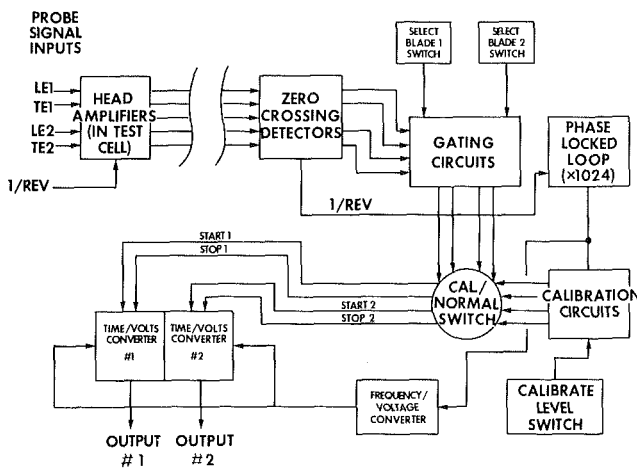 PROBE
SIGNAL
INPUTS
SELECT
BLADE 1
SWITCH
SELECT
BLADE 2
SWITCH
LE1
TE1
LE2
TE2
1/REV
HEAD
AMPLIFIERS
(IN TEST
CELL)
ZERO
CROSSING
DETECTORS
GATING
CIRCUITS
PHASE
LOCKED
LOOP
(×1024)
1/REV
START 1
STOP 1
START 2
STOP 2
CAL/
NORMAL
SWITCH
CALIBRATION
CIRCUITS
TIME/VOLTS
CONVERTER
#1
TIME/VOLTS
CONVERTER
#2
FREQUENCY/
VOLTAGE
CONVERTER
CALIBRATE
LEVEL
SWITCH
OUTPUT
#1
OUTPUT
#2